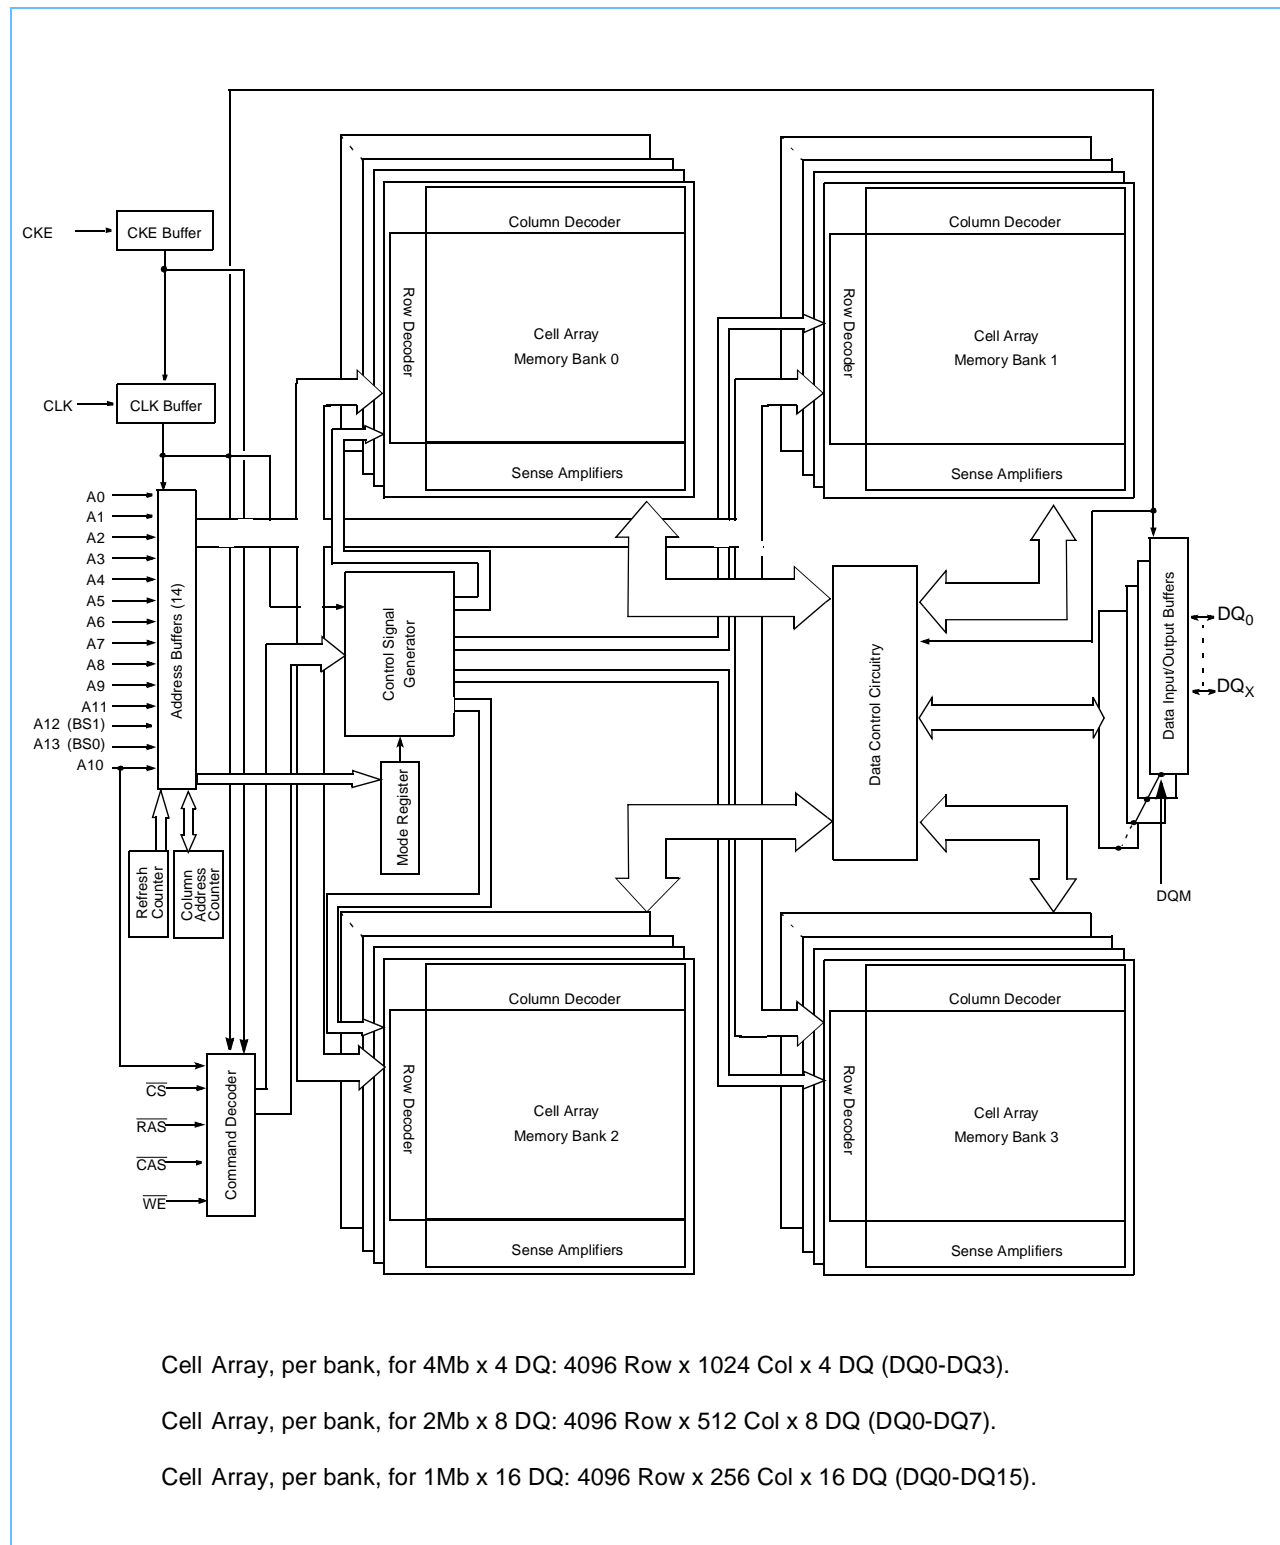 Column Decoder
Column Decoder
CKE
CKE Buffer
Row Decoder
Cell Array
Memory Bank 0
Row Decoder
Cell Array
Memory Bank 1
CLK
CLK Buffer
Sense Amplifiers
Sense Amplifiers
A0
A1
A2
A3
A4
A5
A6
A7
A8
A9
A11
A12 (BS1)
A13 (BS0)
A10
Address Buffers (14)
Control Signal
Generator
Mode Register
Data Control Circuitry
Data Input/Output Buffers
DQ0
DQX
DQM
Refresh
Counter
Column
Address
Counter
Column Decoder
Column Decoder
Command Decoder
CS
RAS
CAS
WE
Row Decoder
Cell Array
Memory Bank 2
Row Decoder
Cell Array
Memory Bank 3
Sense Amplifiers
Sense Amplifiers
Cell Array, per bank, for 4Mb x 4 DQ: 4096 Row x 1024 Col x 4 DQ (DQ0-DQ3).
Cell Array, per bank, for 2Mb x 8 DQ: 4096 Row x 512 Col x 8 DQ (DQ0-DQ7).
Cell Array, per bank, for 1Mb x 16 DQ: 4096 Row x 256 Col x 16 DQ (DQ0-DQ15).